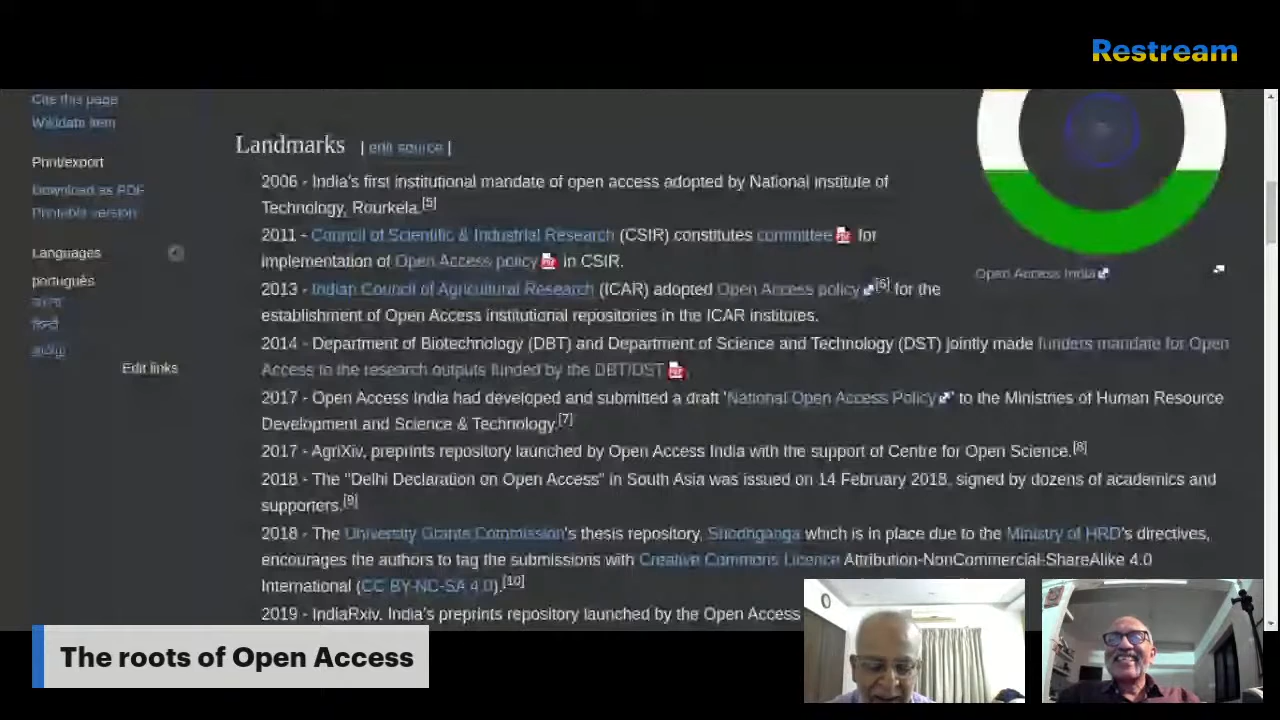 Restream
Cite this page
Wikidata item
Print/export
Download as PDF
Printable version
Languages
português
বাংলা
हिन्दी
தமிழ்
Edit links
Landmarks | edit source |
2006 - India's first institutional mandate of open access adopted by National institute of
Technology, Rourkela.[5]
2011 - Council of Scientific & Industrial Research (CSIR) constitutes committee for
implementation of Open Access policy in CSIR.
2013 - Indian Council of Agricultural Research (ICAR) adopted Open Access policy [6] for the
establishment of Open Access institutional repositories in the ICAR institutes.
2014 - Department of Biotechnology (DBT) and Department of Science and Technology (DST) jointly made funders mandate for Open
Access to the research outputs funded by the DBT/DST
2017 - Open Access India had developed and submitted a draft 'National Open Access Policy' to the Ministries of Human Resource
Development and Science & Technology.[7]
2017 - AgriXiv, preprints repository launched by Open Access India with the support of Centre for Open Science.[8]
2018 - The "Delhi Declaration on Open Access" in South Asia was issued on 14 February 2018, signed by dozens of academics and
supporters.[9]
2018 - The University Grants Commission's thesis repository, Shodhganga which is in place due to the Ministry of HRD's directives,
encourages the authors to tag the submissions with Creative Commons Licence Attribution-NonCommercial-ShareAlike 4.0
International (CC BY-NC-SA 4.0).[10]
2019 - IndiaRxiv, India's preprints repository launched by the Open Access
Open Access India
The roots of Open Access